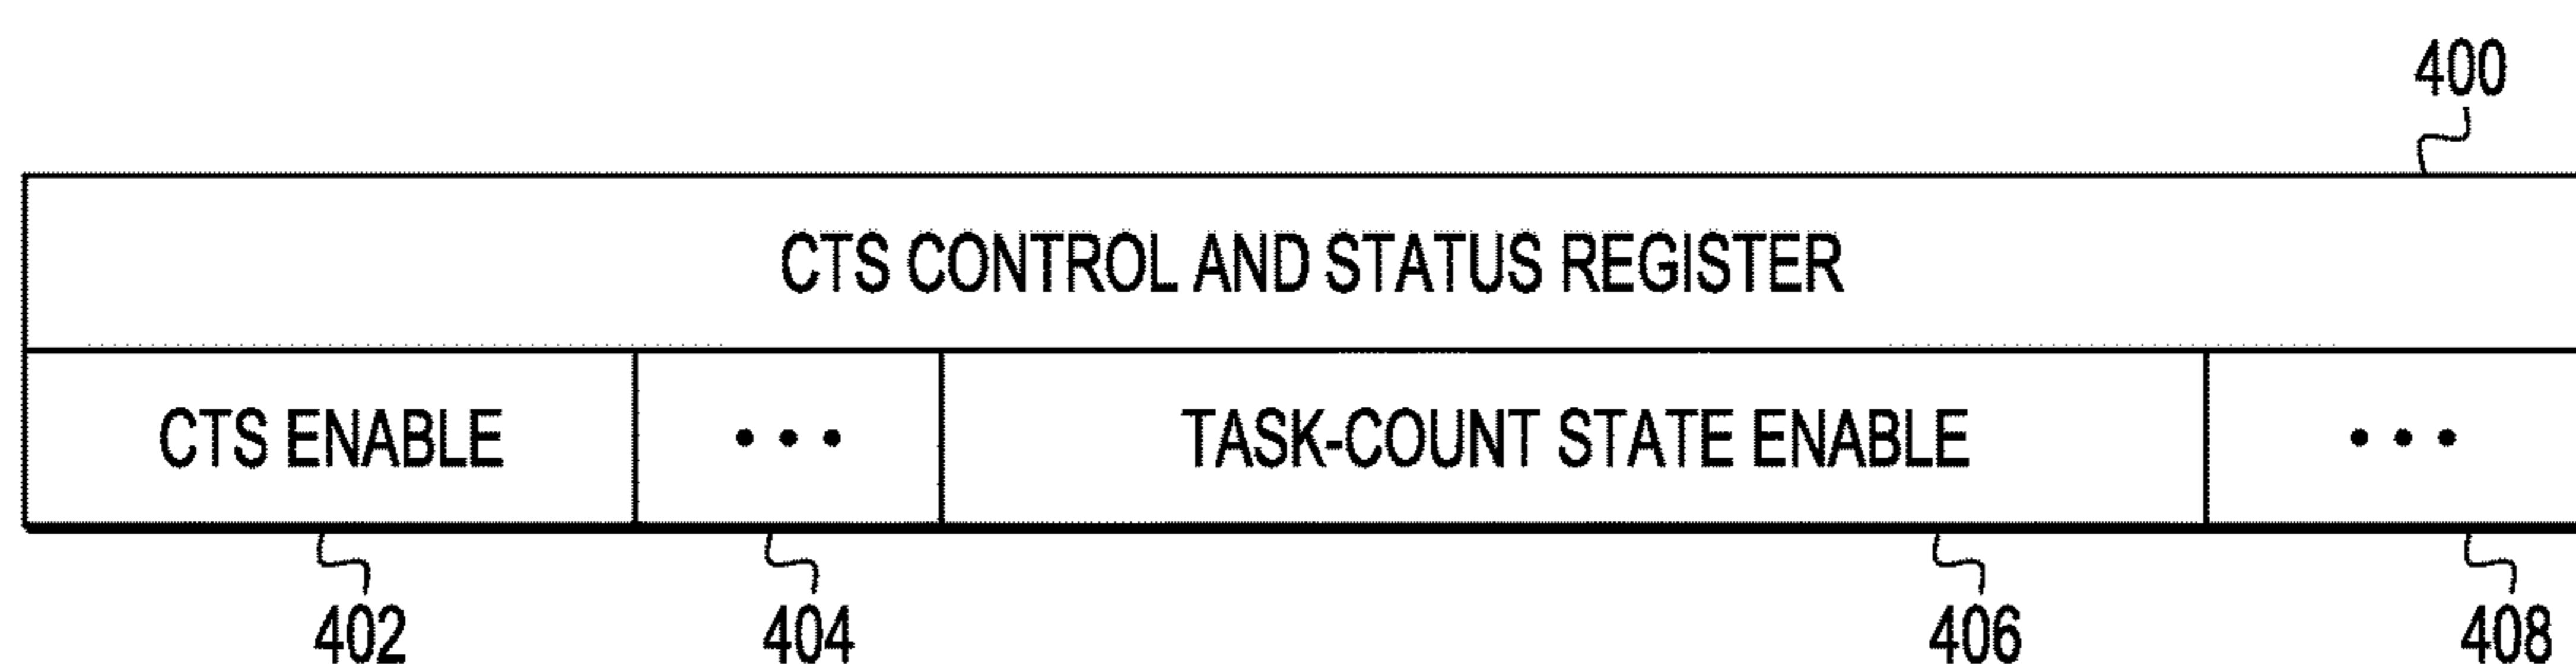 400
CTS CONTROL AND STATUS REGISTER
CTS ENABLE ••• TASK-COUNT STATE ENABLE •••
402 404 406 408